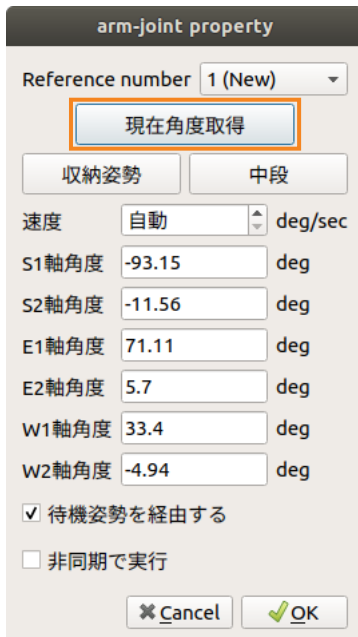 arm-joint property
Reference number 1 (New)
現在角度取得
収納姿勢 中段
速度 自動 deg/sec
S1軸角度 -93.15 deg
S2軸角度 -11.56 deg
E1軸角度 71.11 deg
E2軸角度 5.7 deg
W1軸角度 33.4 deg
W2軸角度 -4.94 deg
待機姿勢を経由する
非同期で実行
Cancel OK